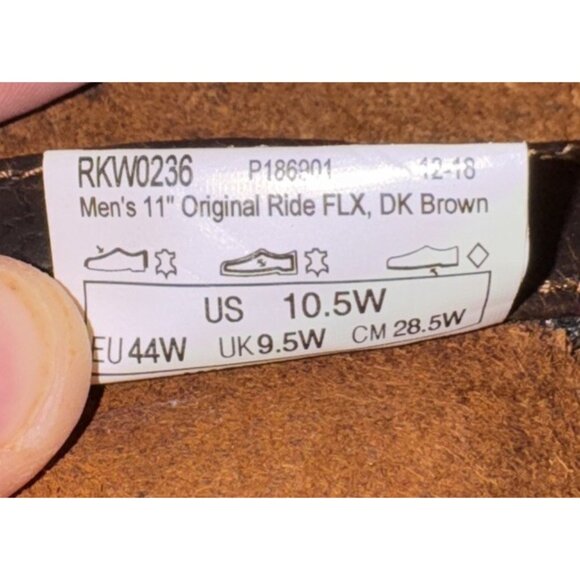 RKW0236 P186901 12-18
Men's 11" Original Ride FLX, DK Brown
US 10.5W
EU 44W UK 9.5W CM 28.5W